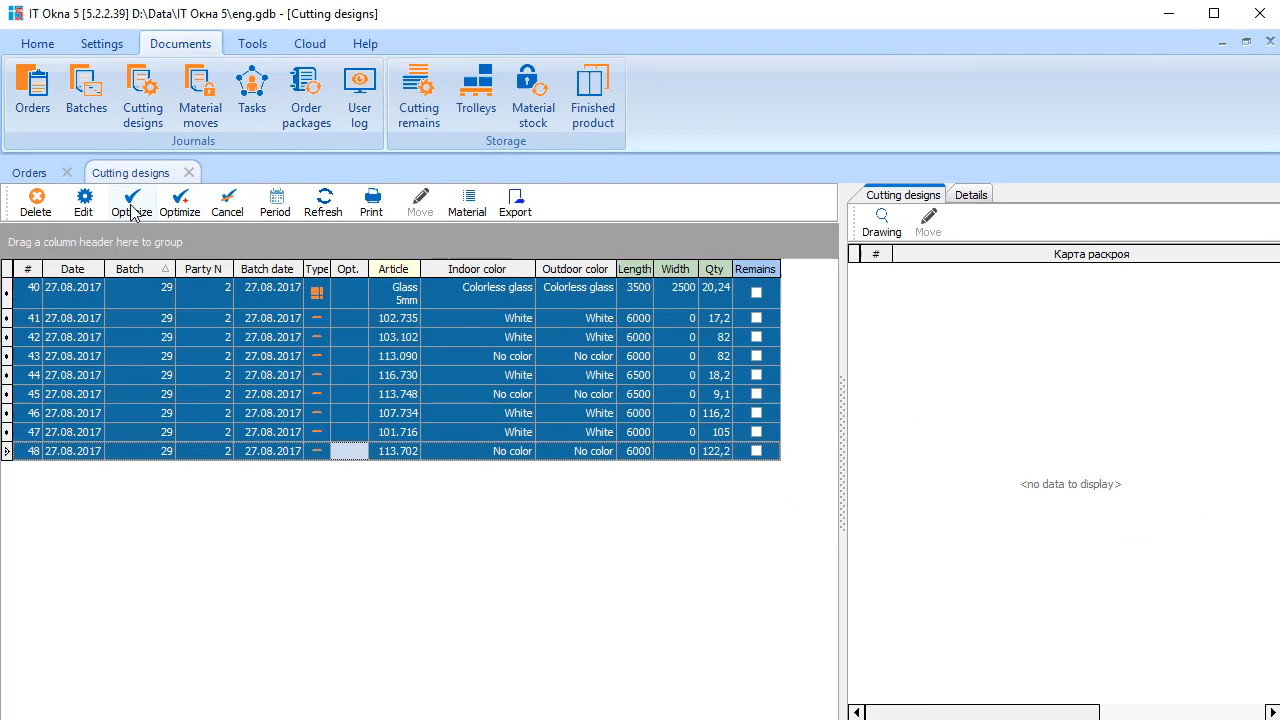 IT Окна 5 [5.2.2.39] D:\Data\IT Окна 5\eng.gdb - [Cutting designs]
Home Settings Documents Tools Cloud Help
Orders Batches Cutting designs Material moves Tasks Order packages User log Cutting remains Trolleys Material stock Finished product
Journals Storage
Orders Cutting designs
Delete Edit Optimize Optimize Cancel Period Refresh Print Move Material Export
Drag a column header here to group
# Date Batch Party N Batch date Type Opt. Article Indoor color Outdoor color Length Width Qty Remains
40 27.08.2017 29 2 27.08.2017 Glass 5mm Colorless glass Colorless glass 3500 2500 20,24
41 27.08.2017 29 2 27.08.2017 102.735 White White 6000 0 17,2
42 27.08.2017 29 2 27.08.2017 103.102 White White 6000 0 82
43 27.08.2017 29 2 27.08.2017 113.090 No color No color 6000 0 82
44 27.08.2017 29 2 27.08.2017 116.730 White White 6500 0 18,2
45 27.08.2017 29 2 27.08.2017 113.748 No color No color 6500 0 9,1
46 27.08.2017 29 2 27.08.2017 107.734 White White 6000 0 116,2
47 27.08.2017 29 2 27.08.2017 101.716 White White 6000 0 105
48 27.08.2017 29 2 27.08.2017 113.702 No color No color 6000 0 122,2
Cutting designs Details
Drawing Move
# Карта раскроя
<no data to display>